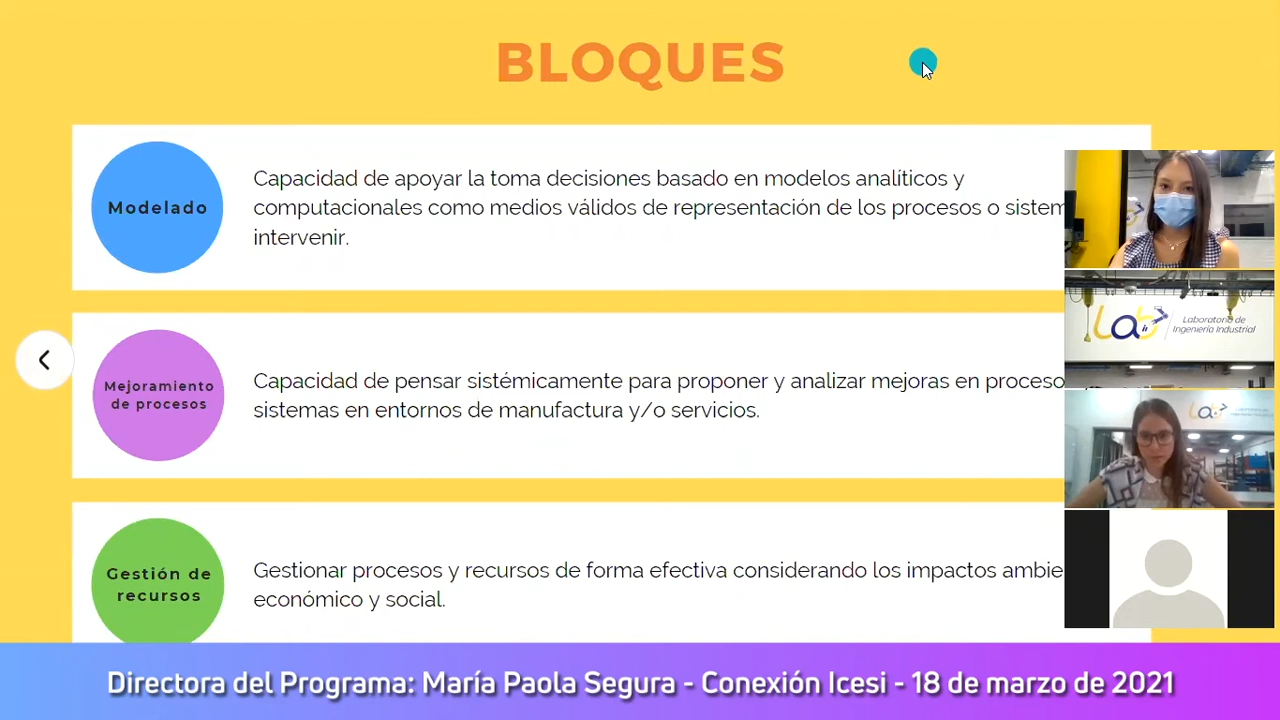 BLOQUES
Modelado
Capacidad de apoyar la toma decisiones basado en modelos analíticos y
computacionales como medios válidos de representación de los procesos o sistem
intervenir.
Mejoramiento
de procesos
Capacidad de pensar sistémicamente para proponer y analizar mejoras en proceso
sistemas en entornos de manufactura y/o servicios.
Gestión de
recursos
Gestionar procesos y recursos de forma efectiva considerando los impactos ambie
económico y social.
Lab
Laboratorio de
Ingeniería Industrial
Directora del Programa: María Paola Segura - Conexión Icesi - 18 de marzo de 2021